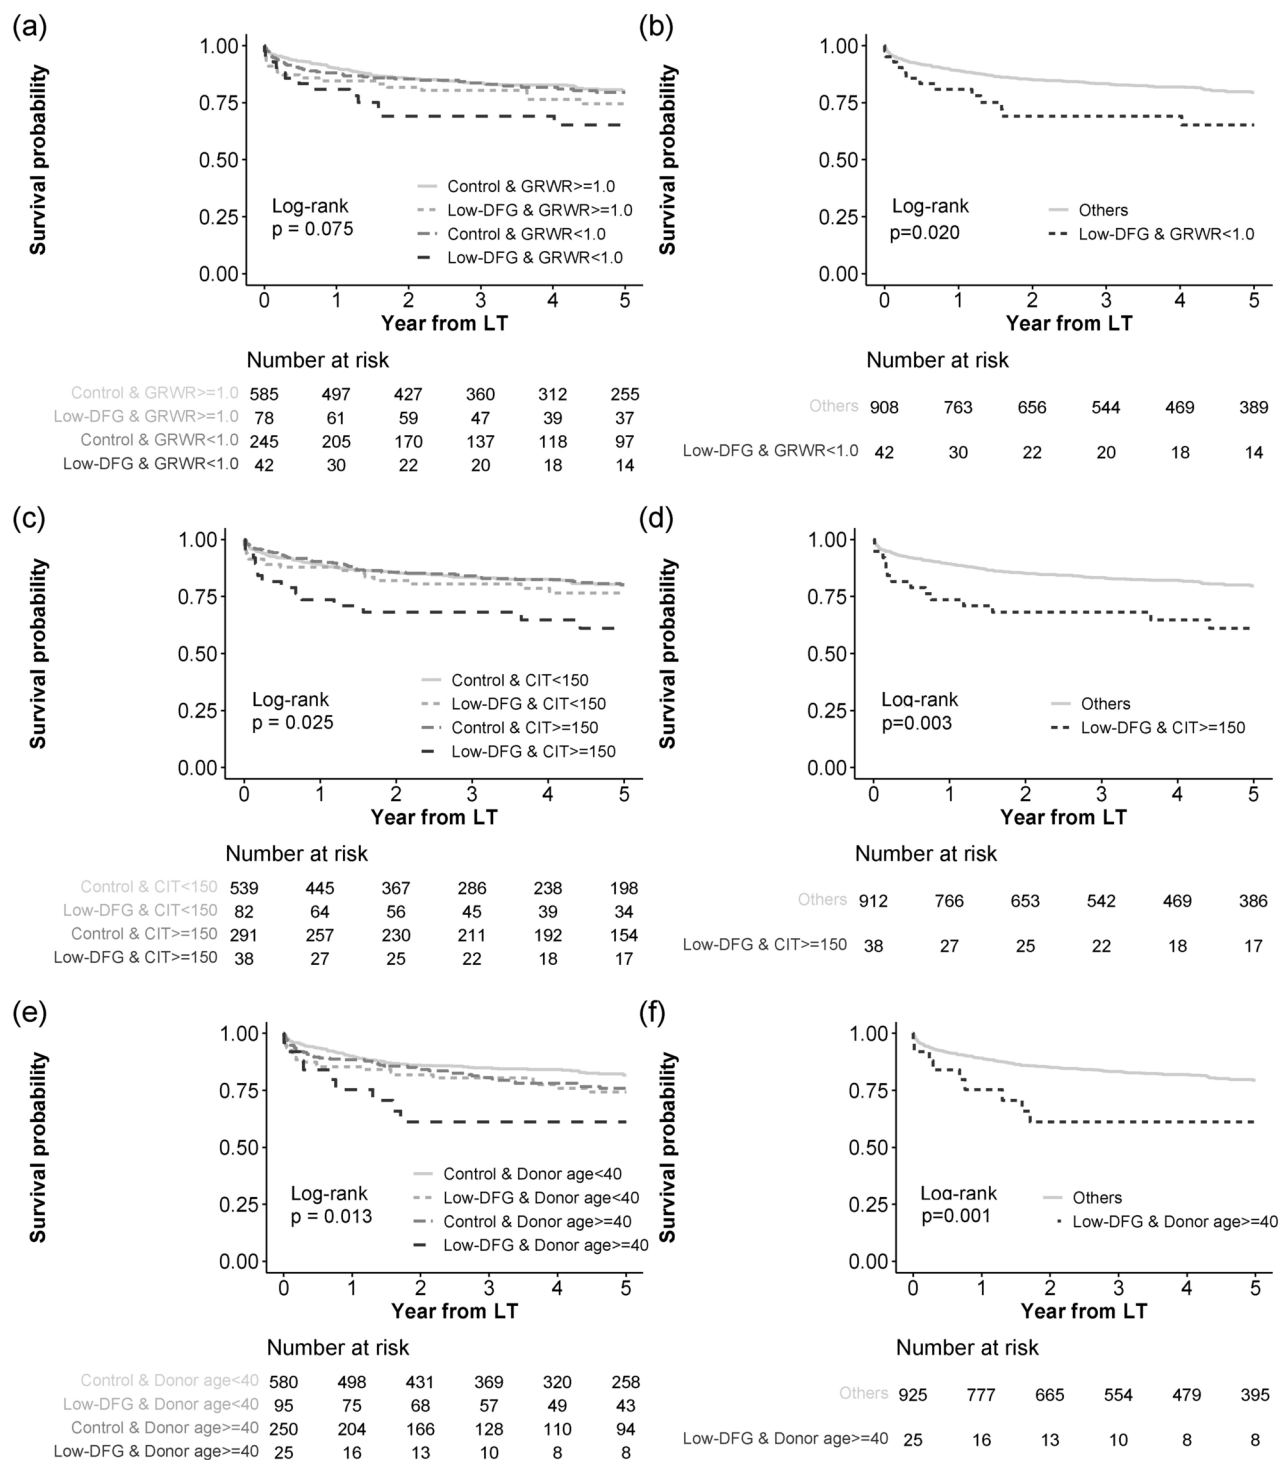 (a)
Survival probability
1.00
0.75
0.50
0.25
0.00
Log-rank
p = 0.075
Control & GRWR>=1.0
Low-DFG & GRWR>=1.0
Control & GRWR<1.0
Low-DFG & GRWR<1.0
0 1 2 3 4 5
Year from LT
Number at risk
Control & GRWR>=1.0 585 497 427 360 312 255
Low-DFG & GRWR>=1.0 78 61 59 47 39 37
Control & GRWR<1.0 245 205 170 137 118 97
Low-DFG & GRWR<1.0 42 30 22 20 18 14
(b)
Survival probability
1.00
0.75
0.50
0.25
0.00
Log-rank
p=0.020
Others
Low-DFG & GRWR<1.0
0 1 2 3 4 5
Year from LT
Number at risk
Others 908 763 656 544 469 389
Low-DFG & GRWR<1.0 42 30 22 20 18 14
(c)
Survival probability
1.00
0.75
0.50
0.25
0.00
Log-rank
p = 0.025
Control & CIT<150
Low-DFG & CIT<150
Control & CIT>=150
Low-DFG & CIT>=150
0 1 2 3 4 5
Year from LT
Number at risk
Control & CIT<150 539 445 367 286 238 198
Low-DFG & CIT<150 82 64 56 45 39 34
Control & CIT>=150 291 257 230 211 192 154
Low-DFG & CIT>=150 38 27 25 22 18 17
(d)
Survival probability
1.00
0.75
0.50
0.25
0.00
Log-rank
p=0.003
Others
Low-DFG & CIT>=150
0 1 2 3 4 5
Year from LT
Number at risk
Others 912 766 653 542 469 386
Low-DFG & CIT>=150 38 27 25 22 18 17
(e)
Survival probability
1.00
0.75
0.50
0.25
0.00
Log-rank
p = 0.013
Control & Donor age<40
Low-DFG & Donor age<40
Control & Donor age>=40
Low-DFG & Donor age>=40
0 1 2 3 4 5
Year from LT
Number at risk
Control & Donor age<40 580 498 431 369 320 258
Low-DFG & Donor age<40 95 75 68 57 49 43
Control & Donor age>=40 250 204 166 128 110 94
Low-DFG & Donor age>=40 25 16 13 10 8 8
(f)
Survival probability
1.00
0.75
0.50
0.25
0.00
Log-rank
p=0.001
Others
Low-DFG & Donor age>=40
0 1 2 3 4 5
Year from LT
Number at risk
Others 925 777 665 554 479 395
Low-DFG & Donor age>=40 25 16 13 10 8 8